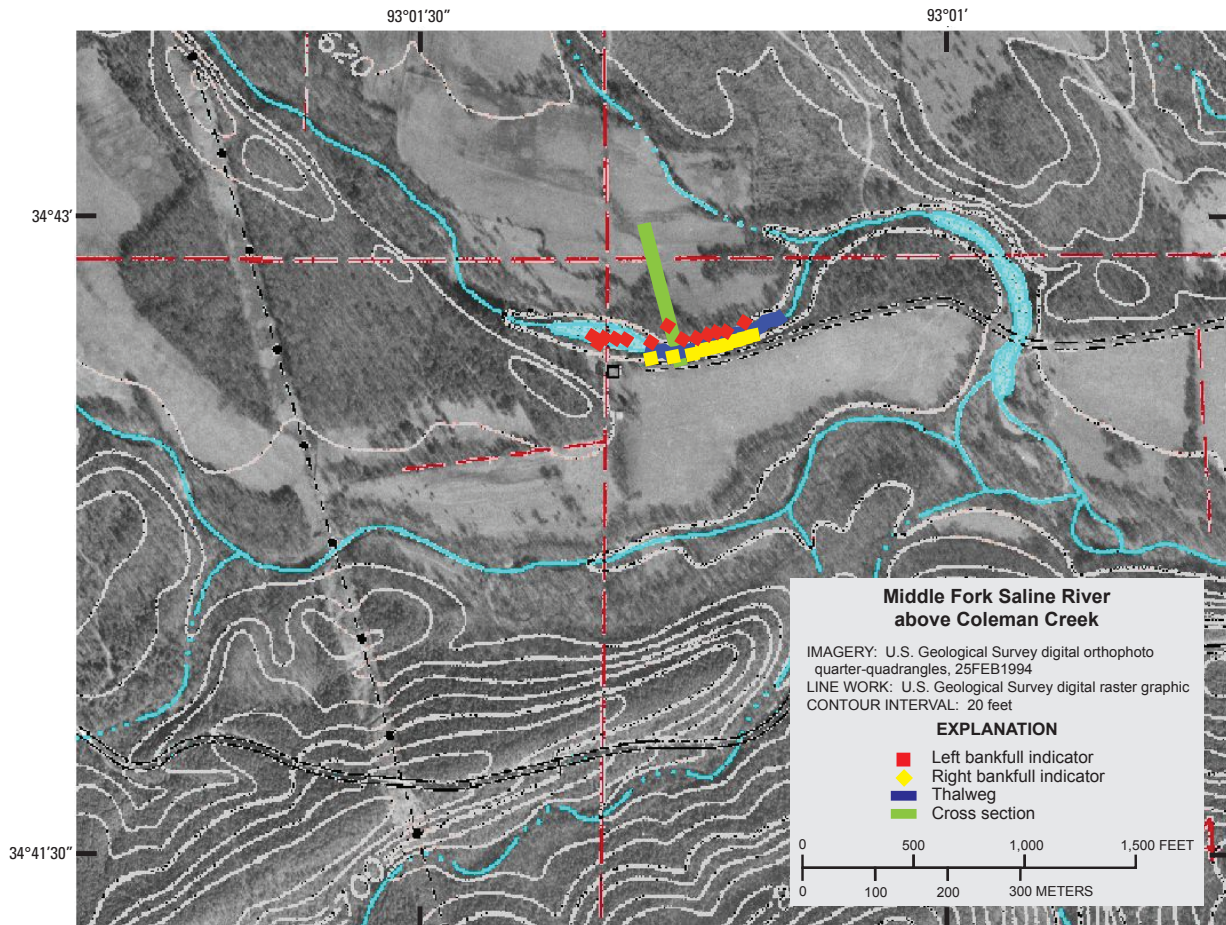 93°01'30"
93°01'
34°43'
34°41'30"
Middle Fork Saline River
above Coleman Creek
IMAGERY: U.S. Geological Survey digital orthophoto
quarter-quadrangles, 25FEB1994
LINE WORK: U.S. Geological Survey digital raster graphic
CONTOUR INTERVAL: 20 feet
EXPLANATION
Left bankfull indicator
Right bankfull indicator
Thalweg
Cross section
0 500 1,000 1,500 FEET
0 100 200 300 METERS